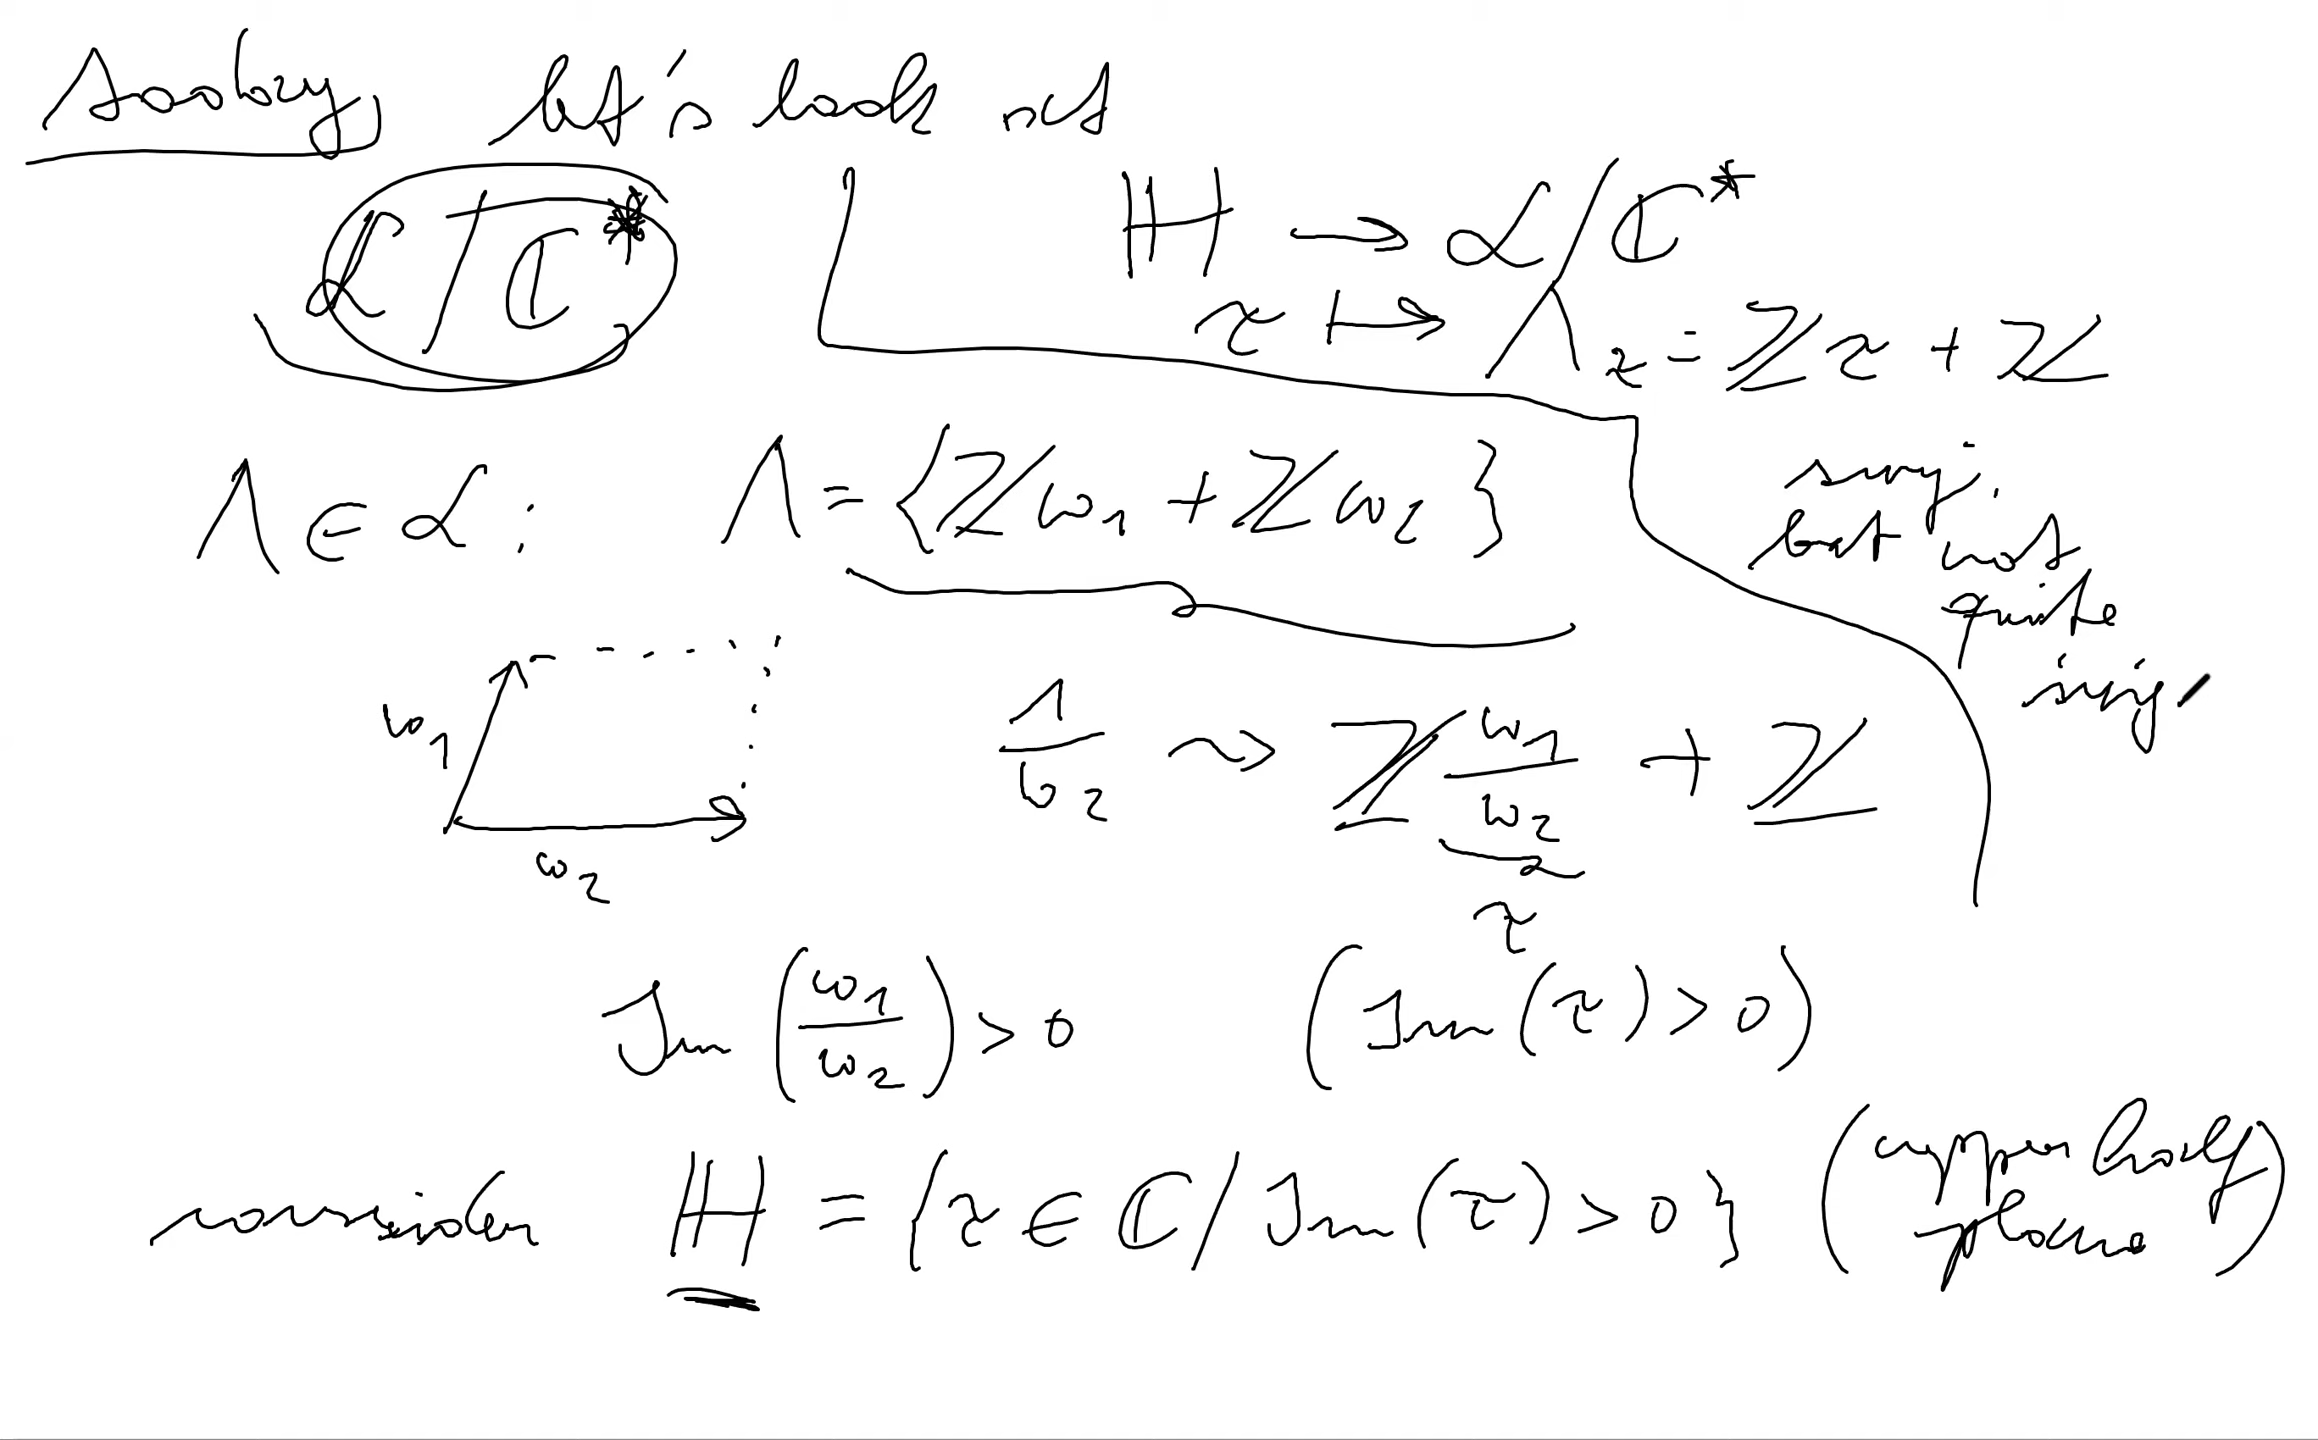 today, let's look at
ℒ/ℂ*
ℍ → ℒ/ℂ*
τ ↦ Λ_τ = ℤτ + ℤ
surj.
but not
quite
inj.
Λ ∈ ℒ : Λ = {ℤω₁ + ℤω₂}
ω₁
ω₂
Λ/ω₂ ⇝ ℤ ω₁/ω₂ + ℤ
τ
Im(ω₁/ω₂) > 0 (Im(τ) > 0)
consider ℍ = {τ ∈ ℂ / Im(τ) > 0} (upper half
plane)